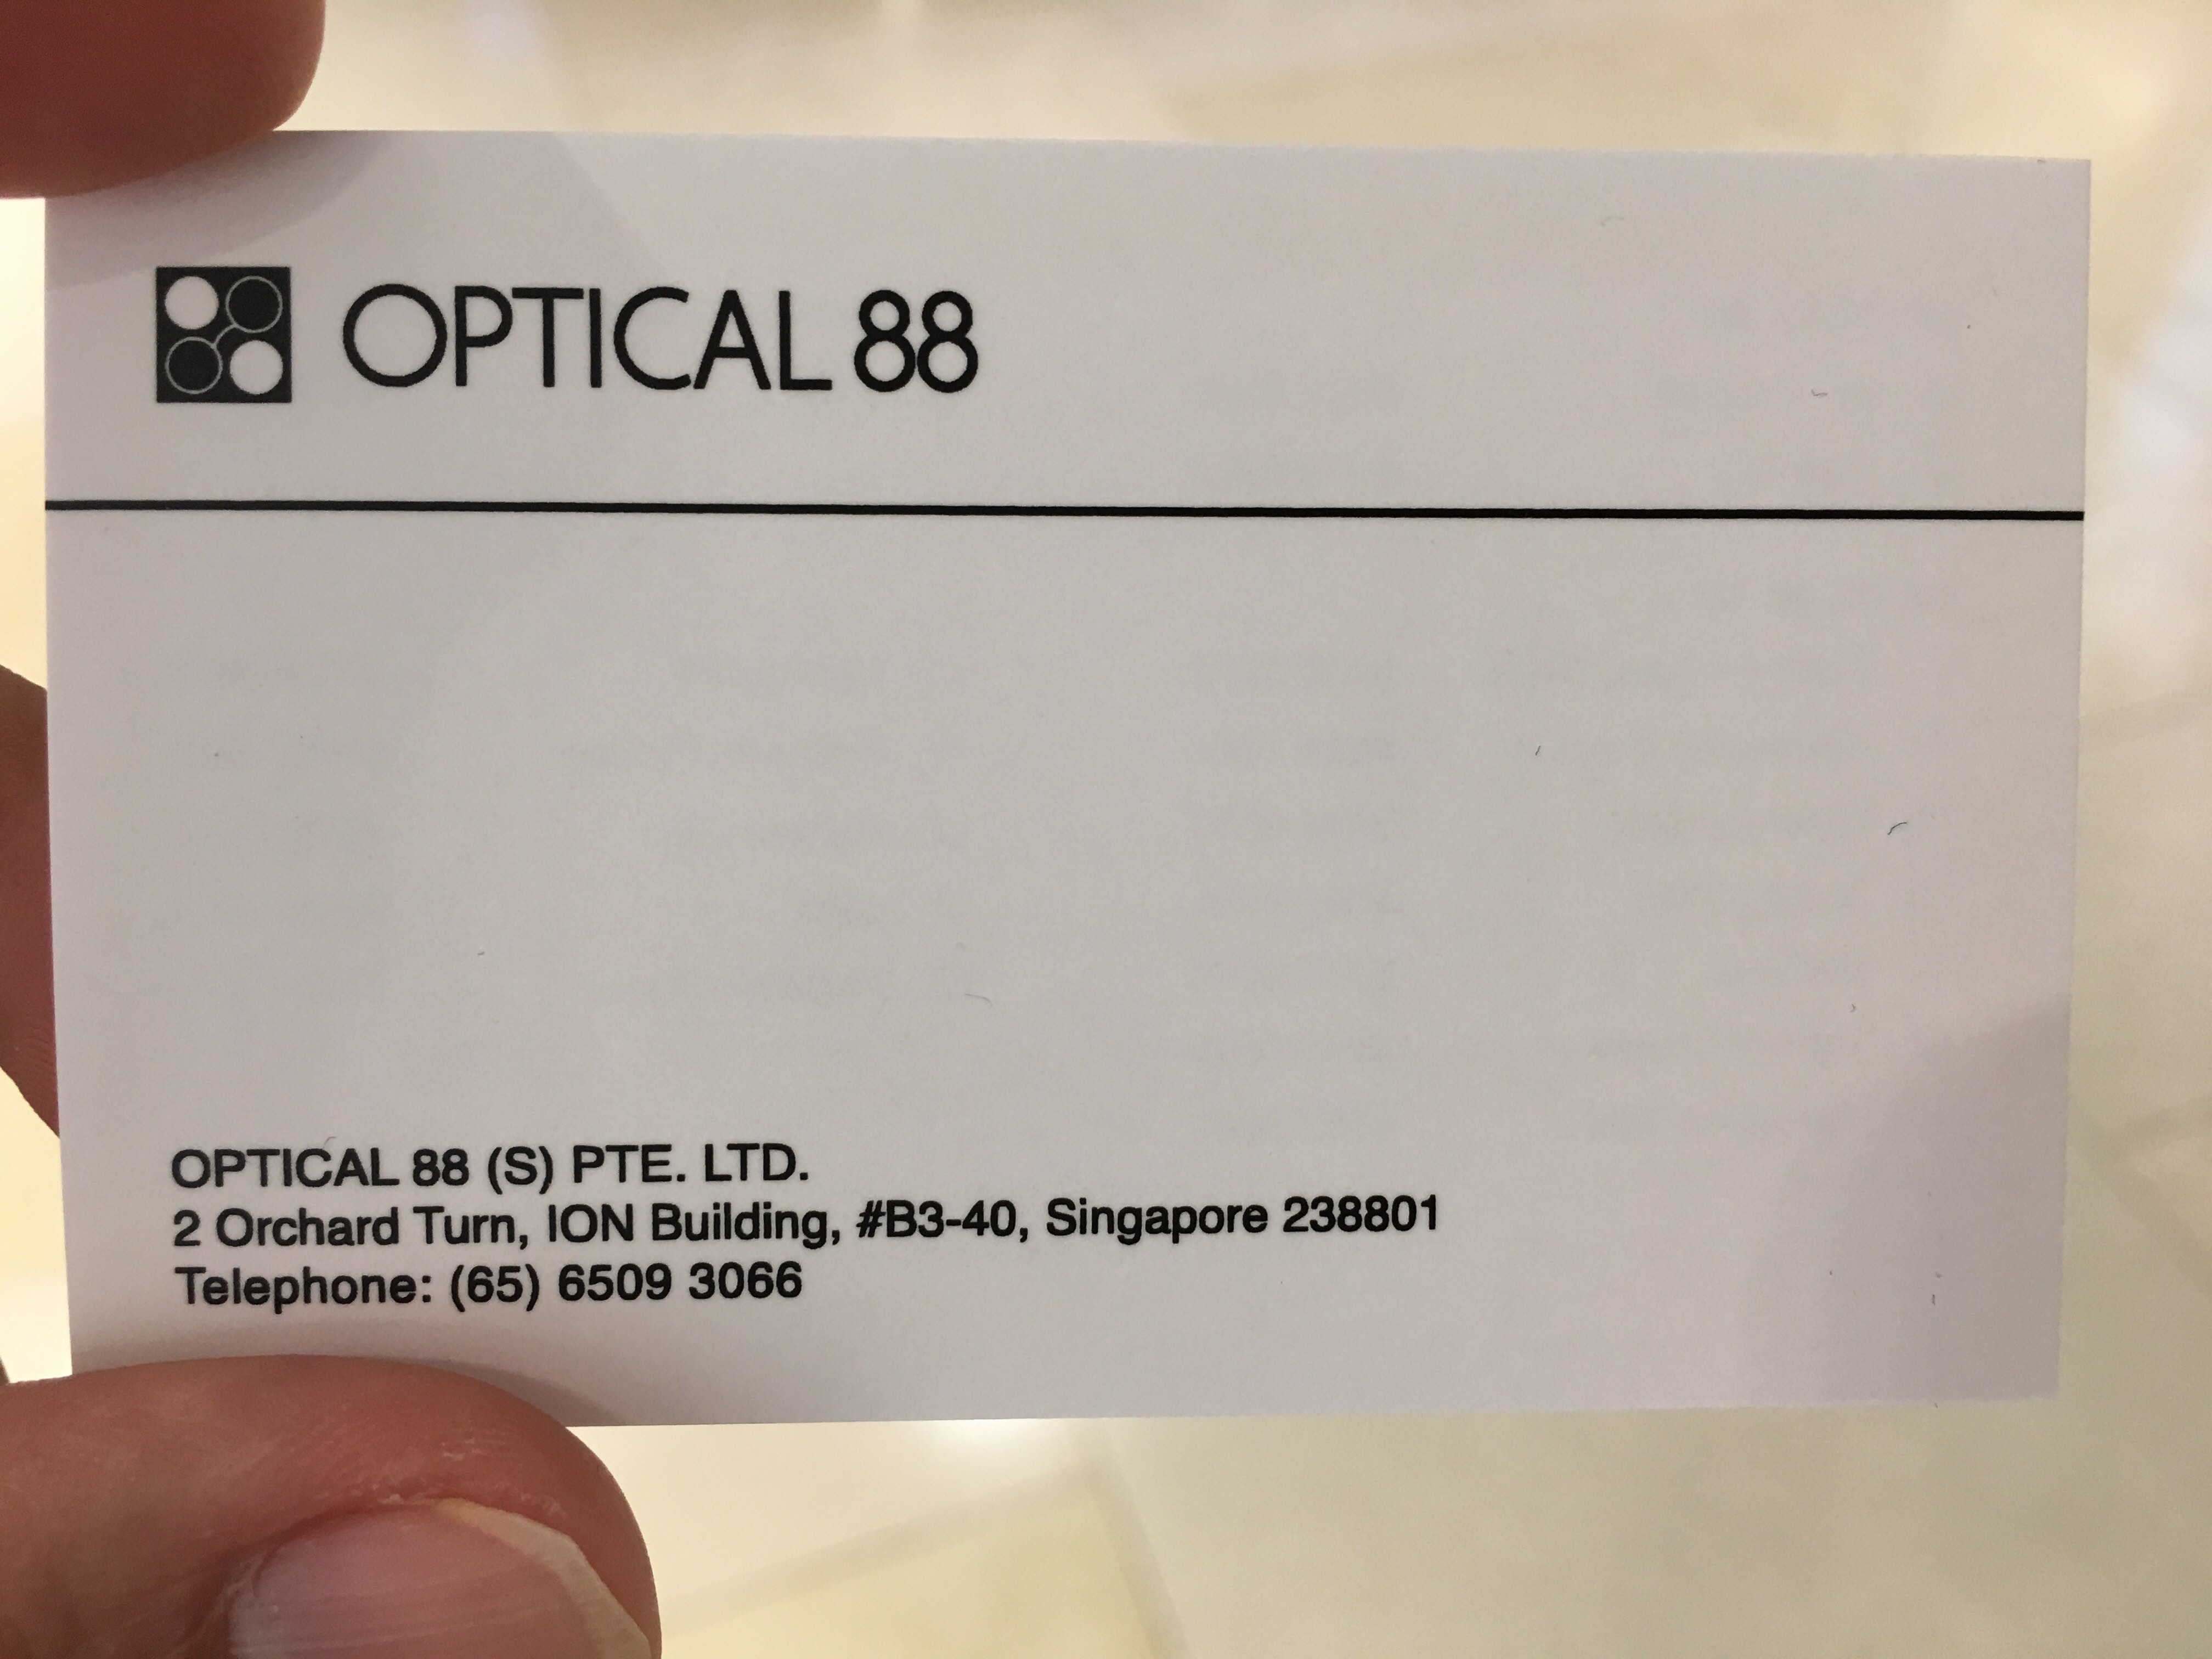 OPTICAL 88
OPTICAL 88 (S) PTE. LTD.
2 Orchard Turn, ION Building, #B3-40, Singapore 238801
Telephone: (65) 6509 3066